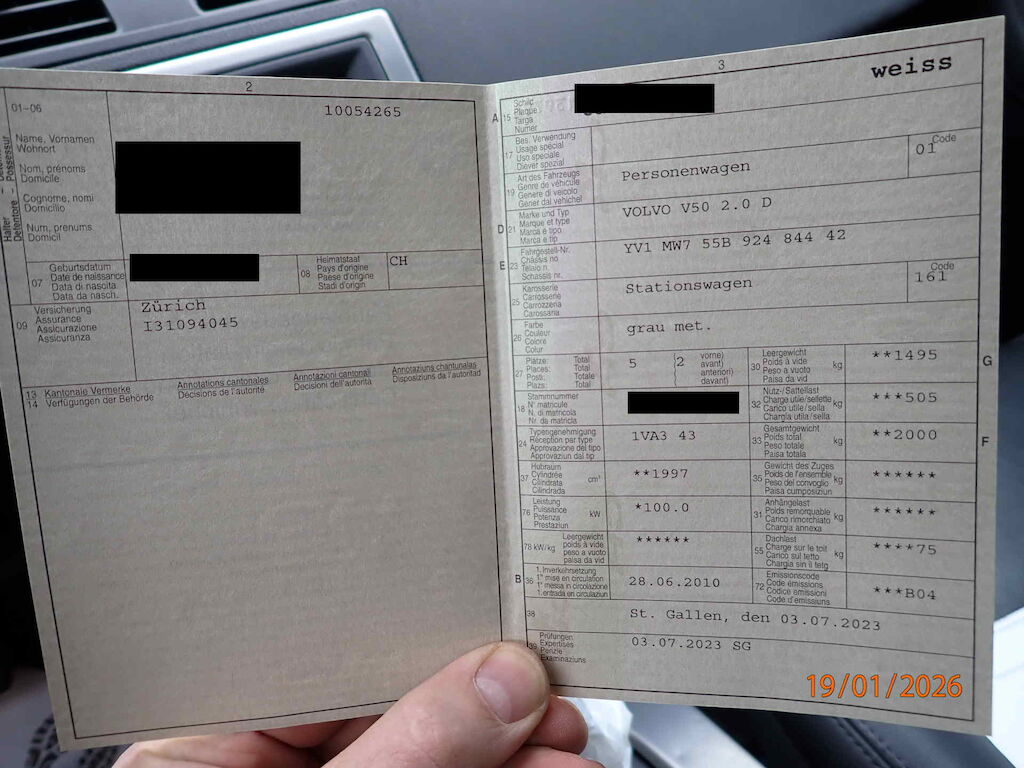 2
01-06
10054265
Halter - Détenteur
Detentore - Possessur
Name, Vornamen
Wohnort
Nom, prénoms
Domicile
Cognome, nomi
Domicilio
Num, prenums
Domicil
07
Geburtsdatum
Date de naissance
Data di nascita
Data da nasch.
08
Heimatstaat
Pays d'origine
Paese d'origine
Stadi d'origin
CH
09
Versicherung
Assurance
Assicurazione
Assicuranza
Zürich
I31094045
13
14
Kantonale Vermerke
Verfügungen der Behörde
Annotations cantonales
Décisions de l'autorité
Annotazioni cantonali
Decisioni dell'autorità
Annotaziuns chantunalas
Disposiziuns da l'autoritad
3
weiss
A
15
Schild
Plaque
Targa
Numer
17
Bes. Verwendung
Usage spécial
Uso speciale
Diever spezial
19
Art des Fahrzeugs
Genre de véhicule
Genere di veicolo
Gener dal vehichel
Personenwagen
Code
01
D
21
Marke und Typ
Marque et type
Marca e tipo
Marca e tip
VOLVO V50 2.0 D
E
23
Fahrgestell-Nr.
Châssis no
Telaio n.
Schassis nr.
YV1 MW7 55B 924 844 42
25
Karosserie
Carrosserie
Carrozzeria
Carossaria
Stationswagen
Code
161
26
Farbe
Couleur
Colore
Colur
grau met.
27
Plätze: Total
Places: Total
Posti: Totale
Plazs: Total
5
2
vorne)
avant)
anteriori)
davant)
30
Leergewicht
Poids à vide
Peso a vuoto
Paisa da vid
kg
**1495
G
18
Stammnummer
N° matricule
N. di matricola
Nr. da matricla
32
Nutz-/Sattellast
Charge utile/sellette
Carico utile/sella
Chargia utila/sella
kg
***505
24
Typengenehmigung
Réception par type
Approvazione del tipo
Approvaziun dal tip
1VA3 43
33
Gesamtgewicht
Poids total
Peso totale
Paisa totala
kg
**2000
F
37
Hubraum
Cylindrée
Cilindrata
Cilindrada
cm³
**1997
35
Gewicht des Zuges
Poids de l'ensemble
Peso del convoglio
Paisa cumposiziun
kg
******
76
Leistung
Puissance
Potenza
Prestaziun
kW
*100.0
31
Anhängelast
Poids remorquable
Carico rimorchiato
Chargia annexa
kg
******
78 kW/kg
Leergewicht
poids à vide
peso a vuoto
paisa da vid
******
55
Dachlast
Charge sur le toit
Carico sul tetto
Chargia sin il tetg
kg
****75
B
36
1. Inverkehrsetzung
1re mise en circulation
1a messa in circolazione
1. entrada en circulaziun
28.06.2010
72
Emissionscode
Code émissions
Codice emissioni
Code d'emissiuns
***B04
38
St. Gallen, den 03.07.2023
39
Prüfungen
Expertises
Perizie
Examinaziuns
03.07.2023 SG
19/01/2026